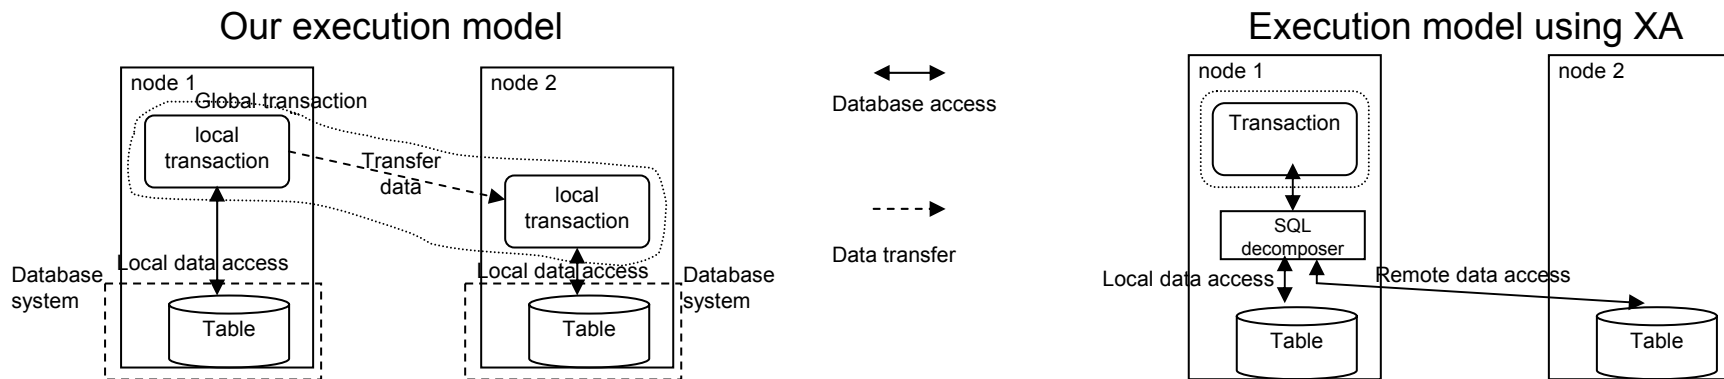 Our execution model
node 1
Global transaction
local
transaction
Transfer
data
node 2
local
transaction
Local data access
Local data access
Database
system
Database
system
Table
Table
Database access
Data transfer
Execution model using XA
node 1
Transaction
SQL
decomposer
Local data access
Remote data access
Table
node 2
Table